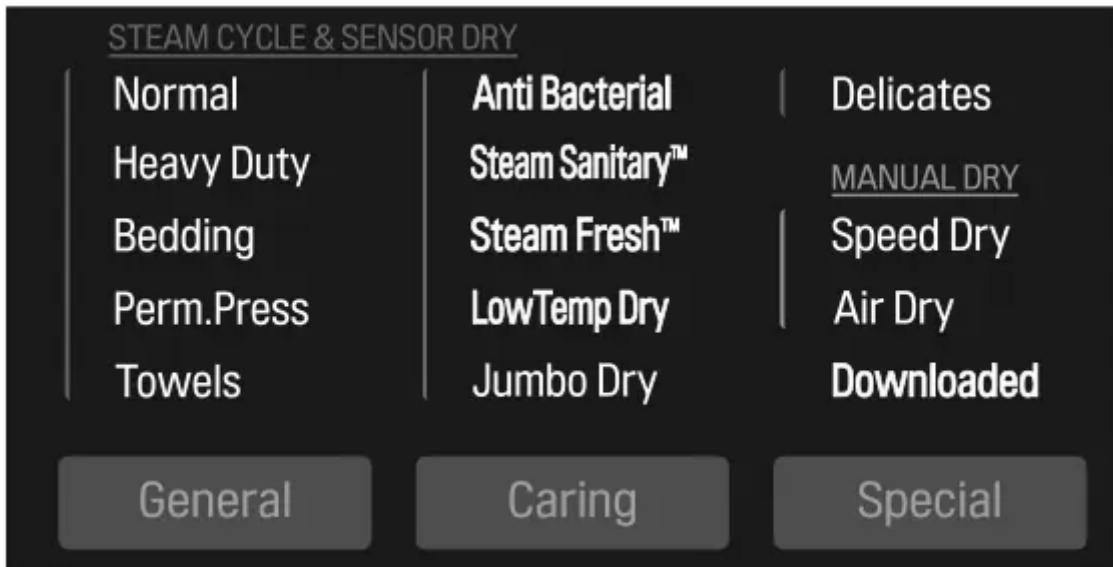 STEAM CYCLE & SENSOR DRY
Normal
Heavy Duty
Bedding
Perm.Press
Towels
Anti Bacterial
Steam Sanitary™
Steam Fresh™
LowTemp Dry
Jumbo Dry
Delicates
MANUAL DRY
Speed Dry
Air Dry
Downloaded
General
Caring
Special